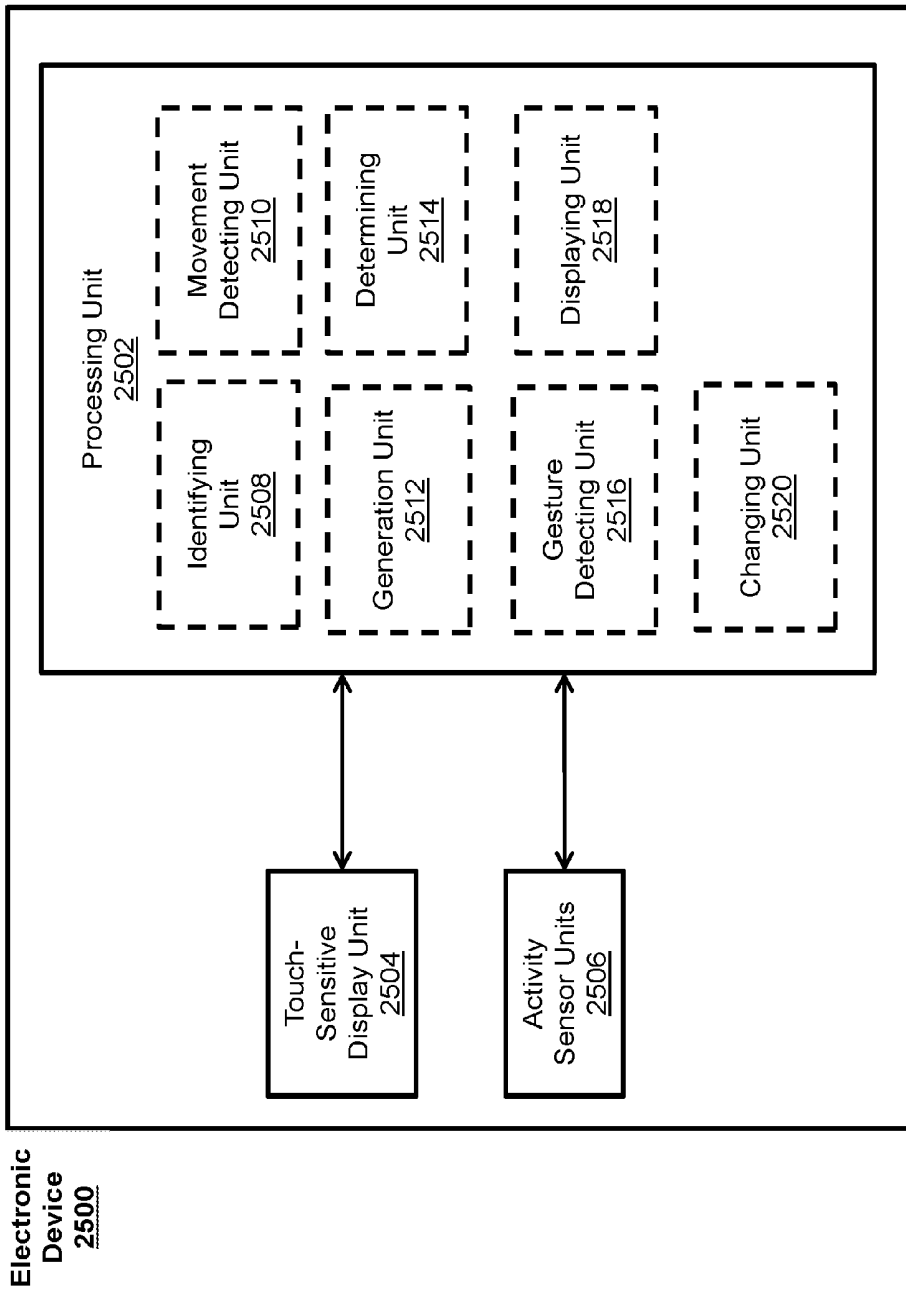 Electronic
Device
2500
Processing Unit
2502
Identifying
Unit
2508
Movement
Detecting Unit
2510
Generation Unit
2512
Determining
Unit
2514
Gesture
Detecting Unit
2516
Displaying Unit
2518
Changing Unit
2520
Touch-
Sensitive
Display Unit
2504
Activity
Sensor Units
2506